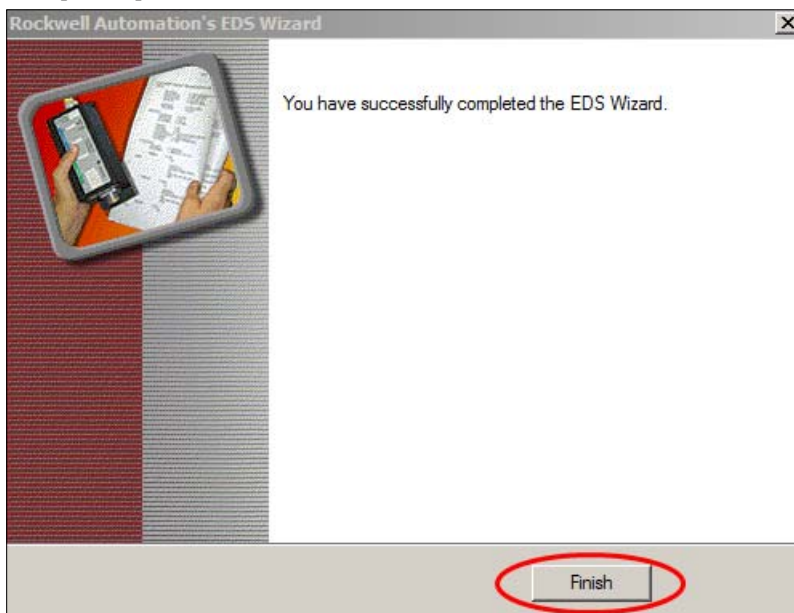 Rockwell Automation's EDS Wizard
You have successfully completed the EDS Wizard.
Finish